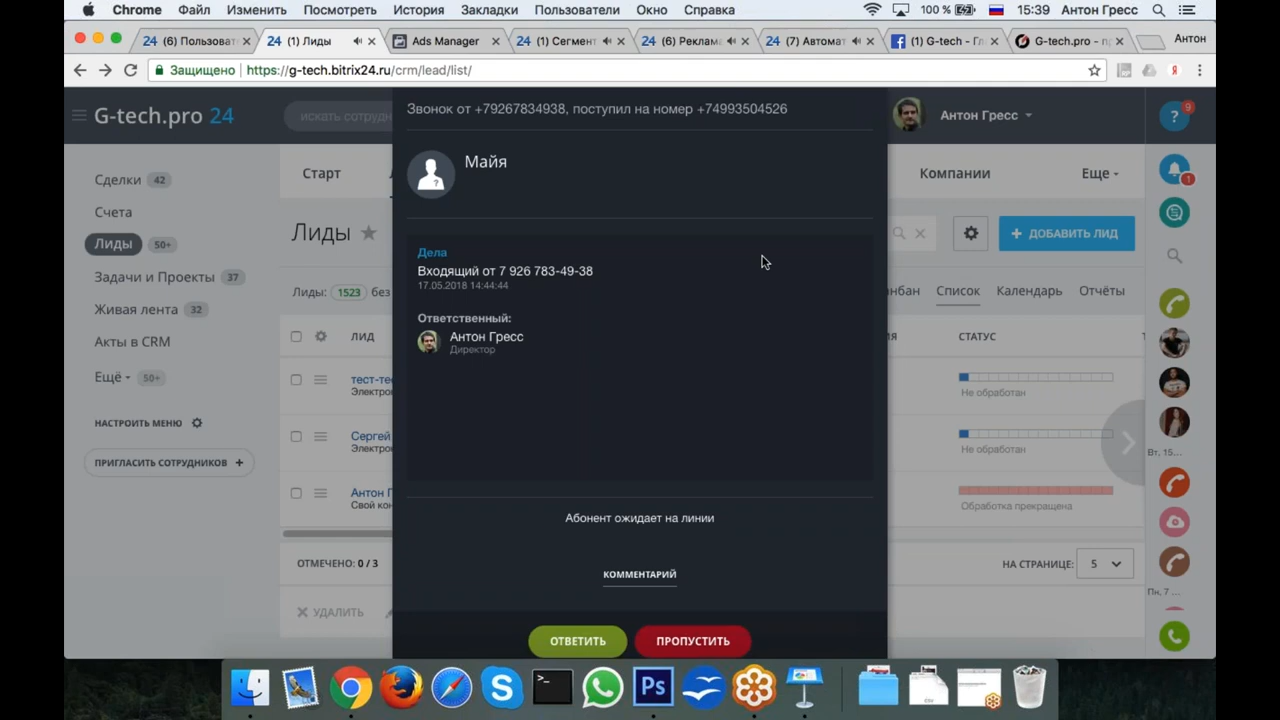 Chrome Файл Изменить Посмотреть История Закладки Пользователи Окно Справка 100 % 15:39 Антон Гресс
24 (6) Пользоват
24 (1) Лиды
Ads Manager
24 (1) Сегмент
24 (6) Реклам
24 (7) Автомат
(1) G-tech - Г
G-tech.pro - п
Антон
Защищено https://g-tech.bitrix24.ru/crm/lead/list/
G-tech.pro 24
искать сотрудн
Звонок от +79267834938, поступил на номер +74993504526
Антон Гресс
? 9
Майя
1
Сделки 42
Счета
Лиды 50+
Задачи и Проекты 37
Живая лента 32
Акты в CRM
Ещё 50+
НАСТРОИТЬ МЕНЮ
ПРИГЛАСИТЬ СОТРУДНИКОВ +
Старт
Компании
Еще
Лиды
+ ДОБАВИТЬ ЛИД
Лиды: 1523 без
нбан Список Календарь Отчёты
ЛИД
СТАТУС
тест-те
Электро
Не обработан
Сергей
Электро
Не обработан
Антон Г
Свой кон
Обработка прекращена
ОТМЕЧЕНО: 0 / 3
НА СТРАНИЦЕ: 5
УДАЛИТЬ
Дела
Входящий от 7 926 783-49-38
17.05.2018 14:44:44
Ответственный:
Антон Гресс
Директор
Абонент ожидает на линии
КОММЕНТАРИЙ
ОТВЕТИТЬ
ПРОПУСТИТЬ
Вт, 15...
Пн, 7 ...
>_
Ps